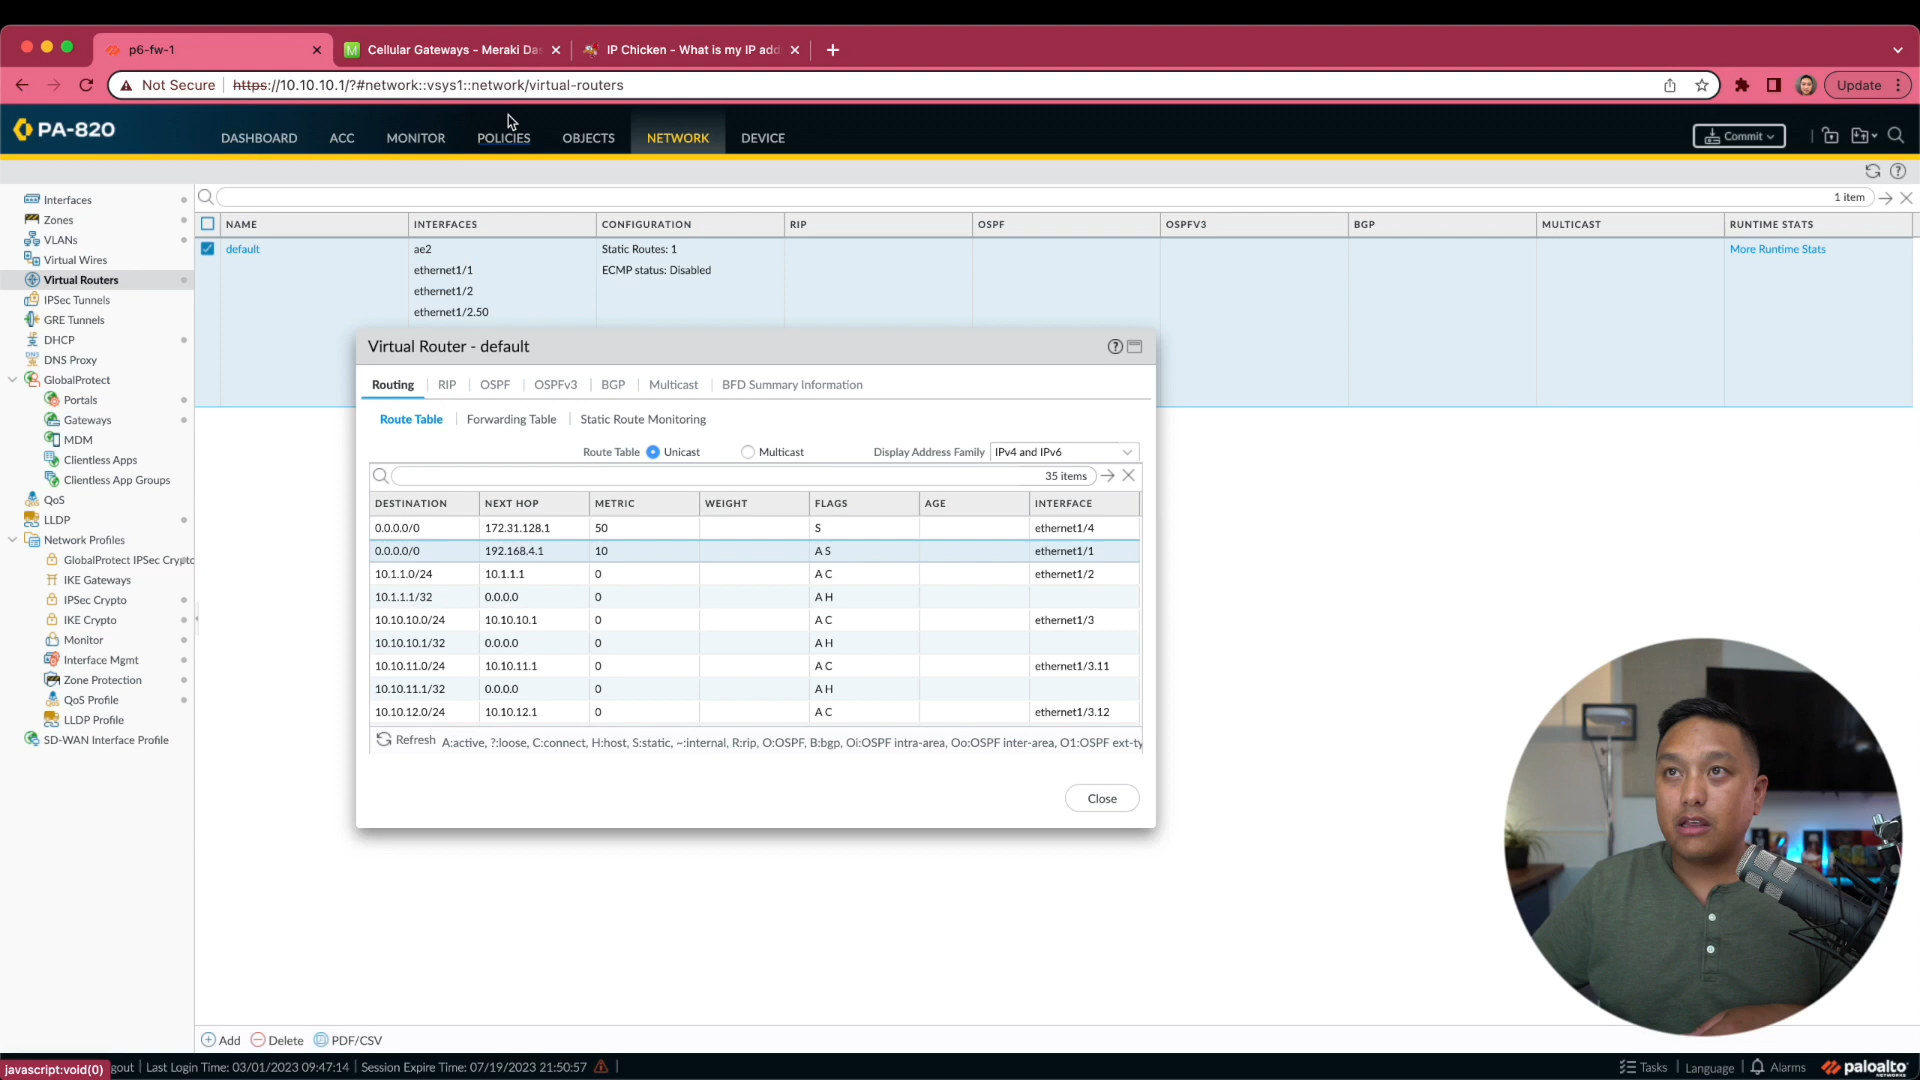 p6-fw-1
Cellular Gateways - Meraki Das
IP Chicken - What is my IP add
Not Secure https://10.10.10.1/?#network::vsys1::network/virtual-routers
Update
PA-820
DASHBOARD ACC MONITOR POLICIES OBJECTS NETWORK DEVICE
Commit
1 item
Interfaces
Zones
VLANs
Virtual Wires
Virtual Routers
IPSec Tunnels
GRE Tunnels
DHCP
DNS Proxy
GlobalProtect
Portals
Gateways
MDM
Clientless Apps
Clientless App Groups
QoS
LLDP
Network Profiles
GlobalProtect IPSec Crypto
IKE Gateways
IPSec Crypto
IKE Crypto
Monitor
Interface Mgmt
Zone Protection
QoS Profile
LLDP Profile
SD-WAN Interface Profile
NAME INTERFACES CONFIGURATION RIP OSPF OSPFV3 BGP MULTICAST RUNTIME STATS
default ae2 Static Routes: 1 More Runtime Stats
ethernet1/1 ECMP status: Disabled
ethernet1/2
ethernet1/2.50
Virtual Router - default
Routing RIP OSPF OSPFv3 BGP Multicast BFD Summary Information
Route Table Forwarding Table Static Route Monitoring
Route Table Unicast Multicast Display Address Family IPv4 and IPv6
35 items
DESTINATION NEXT HOP METRIC WEIGHT FLAGS AGE INTERFACE
0.0.0.0/0 172.31.128.1 50 S ethernet1/4
0.0.0.0/0 192.168.4.1 10 A S ethernet1/1
10.1.1.0/24 10.1.1.1 0 A C ethernet1/2
10.1.1.1/32 0.0.0.0 0 A H
10.10.10.0/24 10.10.10.1 0 A C ethernet1/3
10.10.10.1/32 0.0.0.0 0 A H
10.10.11.0/24 10.10.11.1 0 A C ethernet1/3.11
10.10.11.1/32 0.0.0.0 0 A H
10.10.12.0/24 10.10.12.1 0 A C ethernet1/3.12
Refresh A:active, ?:loose, C:connect, H:host, S:static, ~:internal, R:rip, O:OSPF, B:bgp, Oi:OSPF intra-area, Oo:OSPF inter-area, O1:OSPF ext-ty
Close
Add Delete PDF/CSV
javascript:void(0) gout | Last Login Time: 03/01/2023 09:47:14 | Session Expire Time: 07/19/2023 21:50:57 |
Tasks | Language | Alarms paloalto NETWORKS